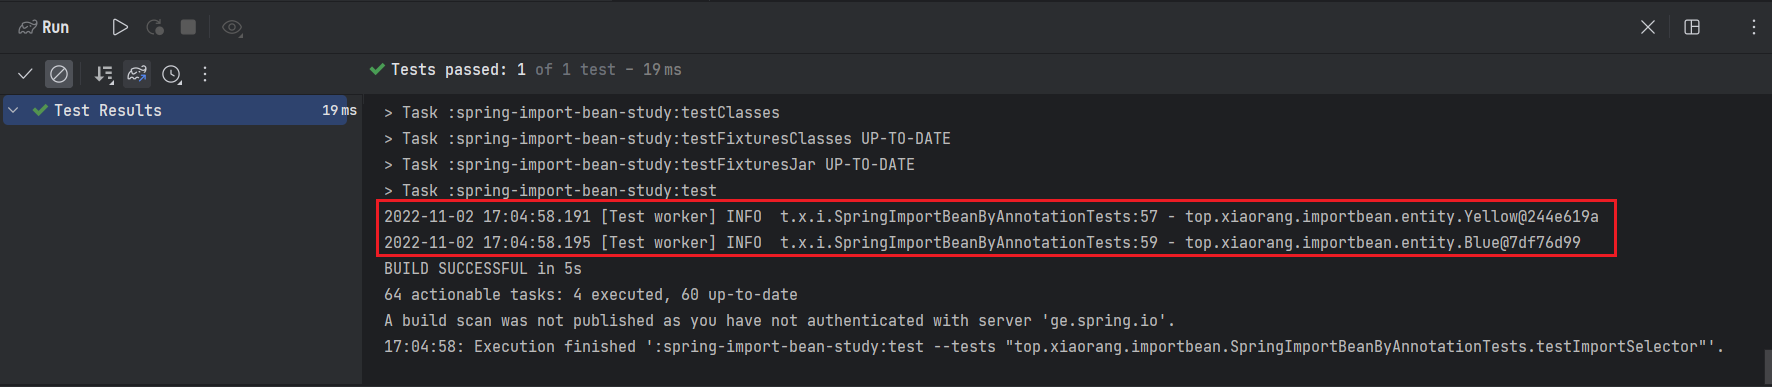 Run
Tests passed: 1 of 1 test – 19 ms
Test Results 19 ms
> Task :spring-import-bean-study:testClasses
> Task :spring-import-bean-study:testFixturesClasses UP-TO-DATE
> Task :spring-import-bean-study:testFixturesJar UP-TO-DATE
> Task :spring-import-bean-study:test
2022-11-02 17:04:58.191 [Test worker] INFO  t.x.i.SpringImportBeanByAnnotationTests:57 - top.xiaorang.importbean.entity.Yellow@244e619a
2022-11-02 17:04:58.195 [Test worker] INFO  t.x.i.SpringImportBeanByAnnotationTests:59 - top.xiaorang.importbean.entity.Blue@7df76d99
BUILD SUCCESSFUL in 5s
64 actionable tasks: 4 executed, 60 up-to-date
A build scan was not published as you have not authenticated with server 'ge.spring.io'.
17:04:58: Execution finished ':spring-import-bean-study:test --tests "top.xiaorang.importbean.SpringImportBeanByAnnotationTests.testImportSelector"'.